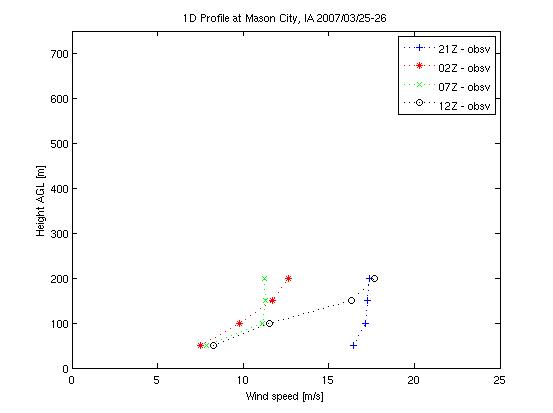 1D Profile at Mason City, IA 2007/03/25-26
21Z - obsv
02Z - obsv
07Z - obsv
12Z - obsv
700
600
500
400
300
200
100
0
Height AGL [m]
0 5 10 15 20 25
Wind speed [m/s]